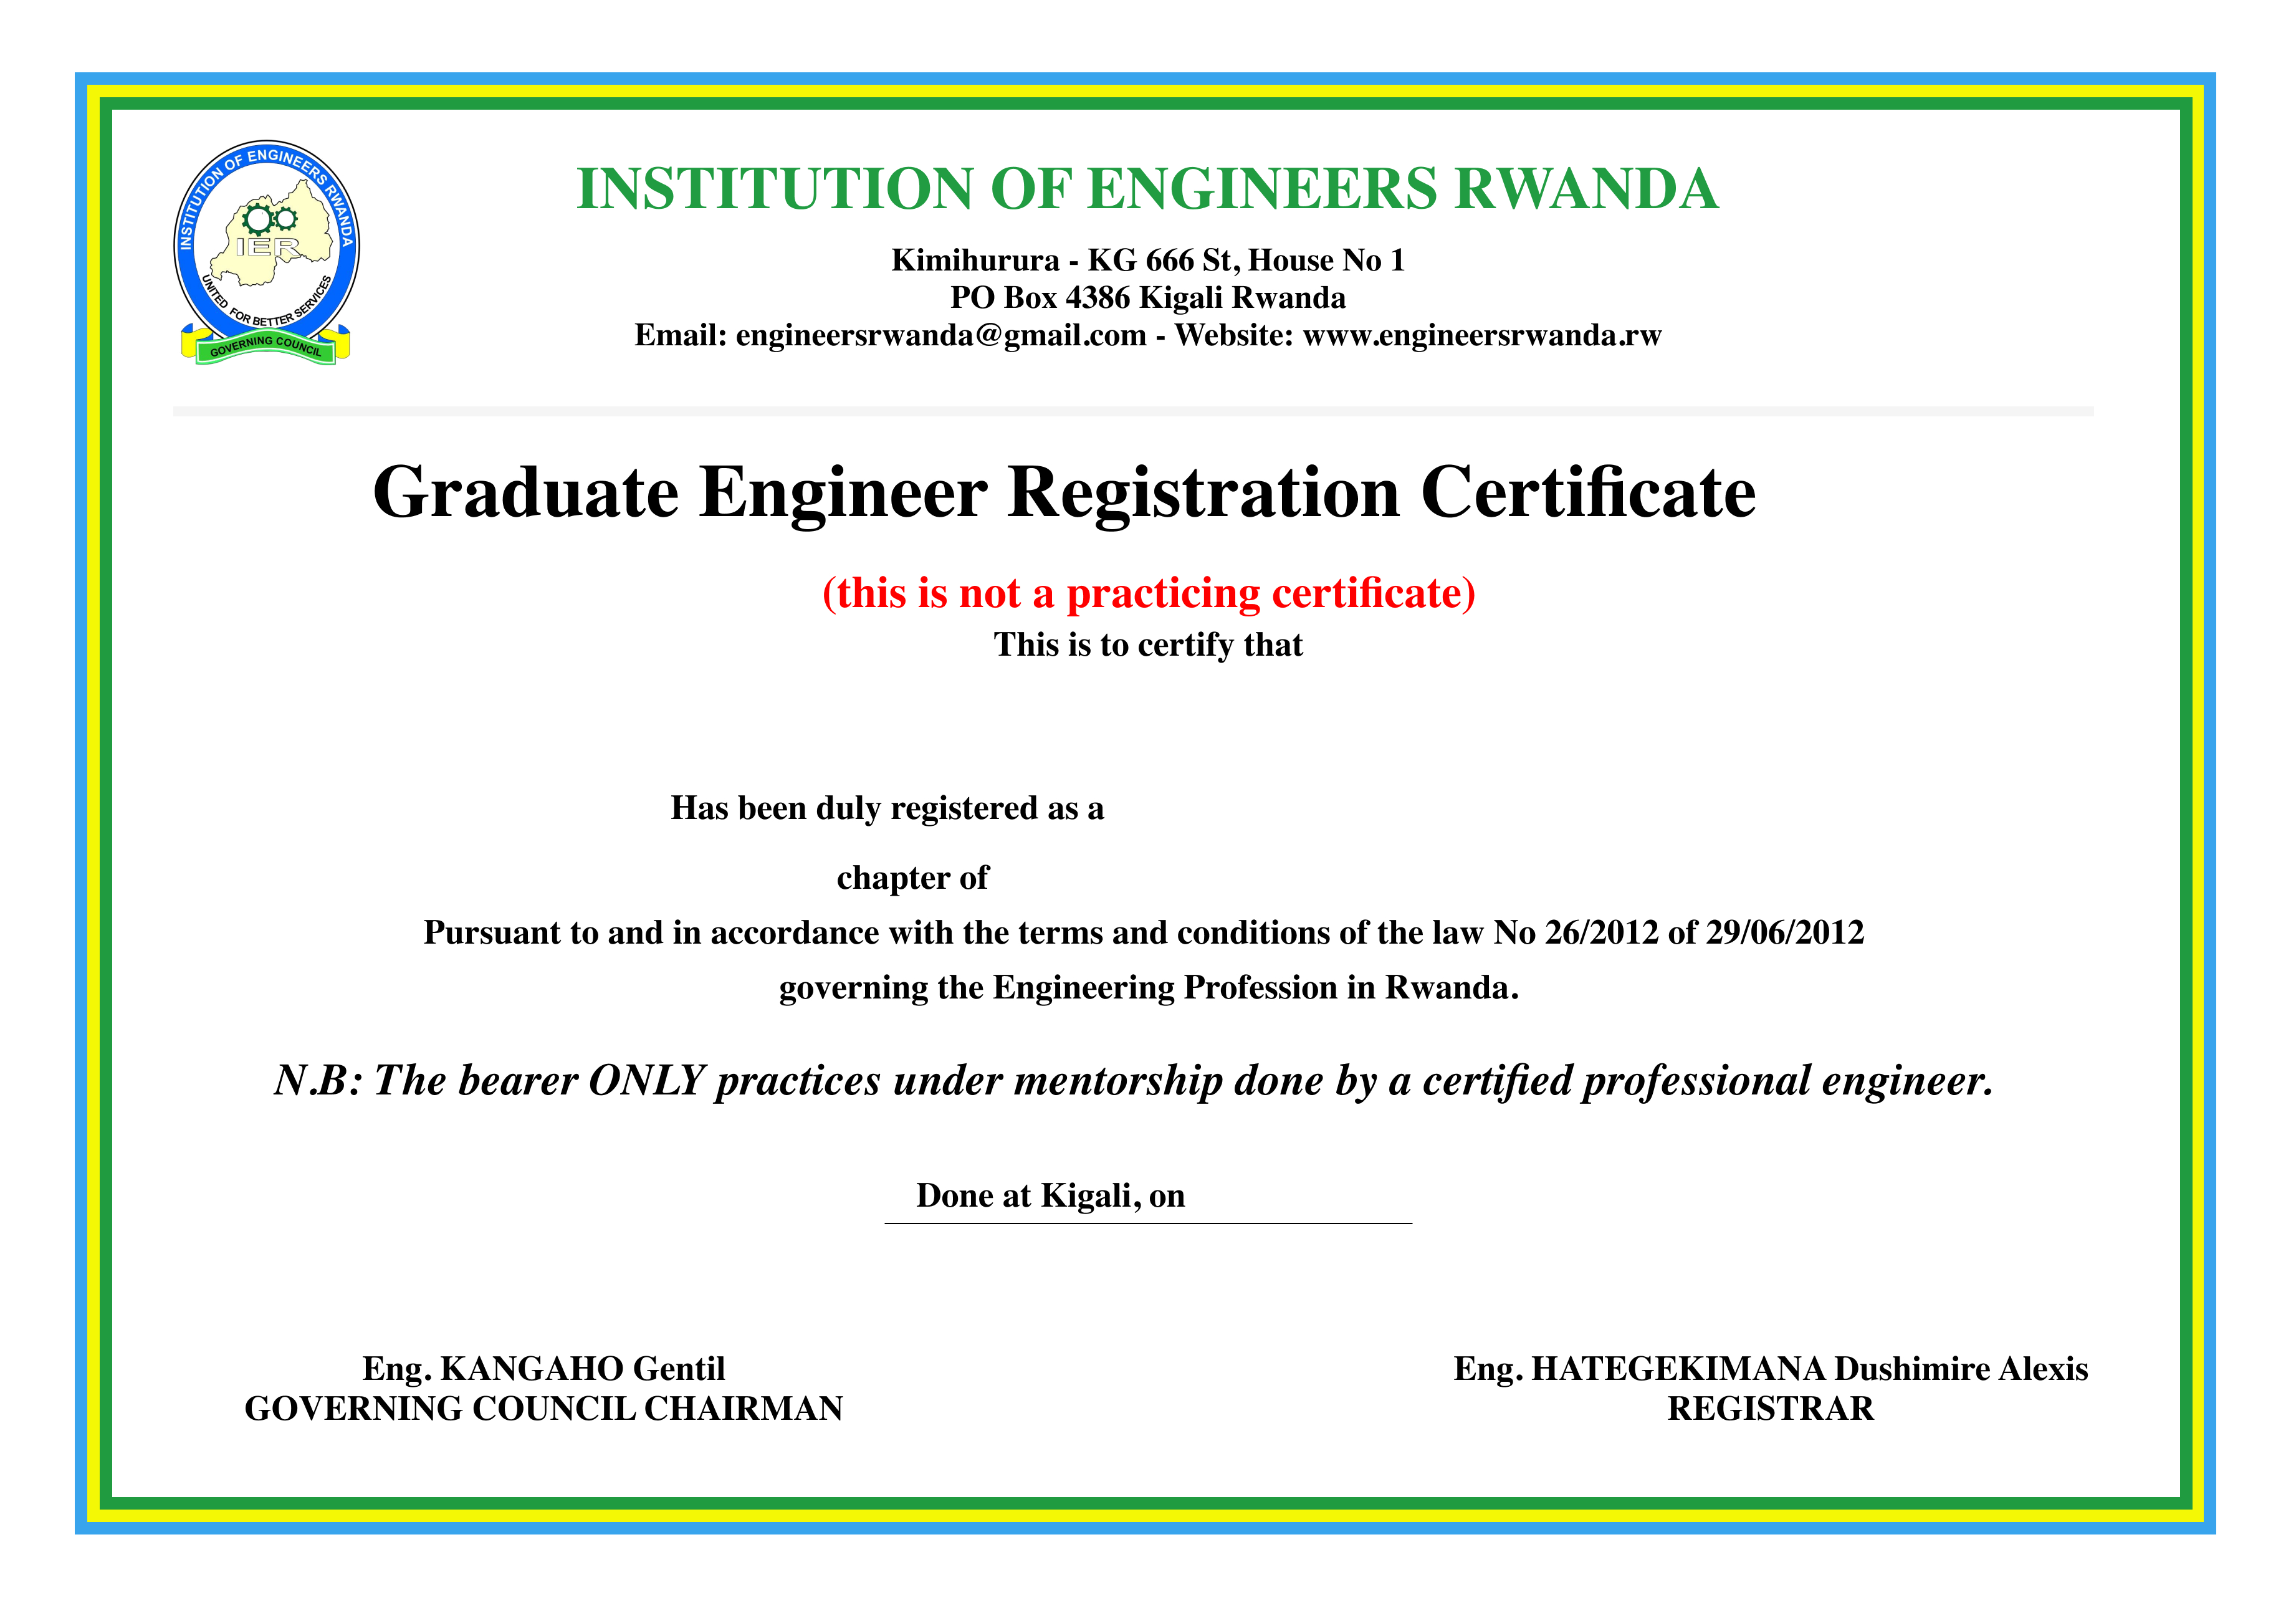 INSTITUTION OF ENGINEERS RWANDA
IER
UNITED FOR BETTER SERVICES
GOVERNING COUNCIL
INSTITUTION OF ENGINEERS RWANDA
Kimihurura - KG 666 St, House No 1
PO Box 4386 Kigali Rwanda
Email: engineersrwanda@gmail.com - Website: www.engineersrwanda.rw
Graduate Engineer Registration Certificate
(this is not a practicing certificate)
This is to certify that
Has been duly registered as a
chapter of
Pursuant to and in accordance with the terms and conditions of the law No 26/2012 of 29/06/2012
governing the Engineering Profession in Rwanda.
N.B: The bearer ONLY practices under mentorship done by a certified professional engineer.
Done at Kigali, on
Eng. KANGAHO Gentil
GOVERNING COUNCIL CHAIRMAN
Eng. HATEGEKIMANA Dushimire Alexis
REGISTRAR